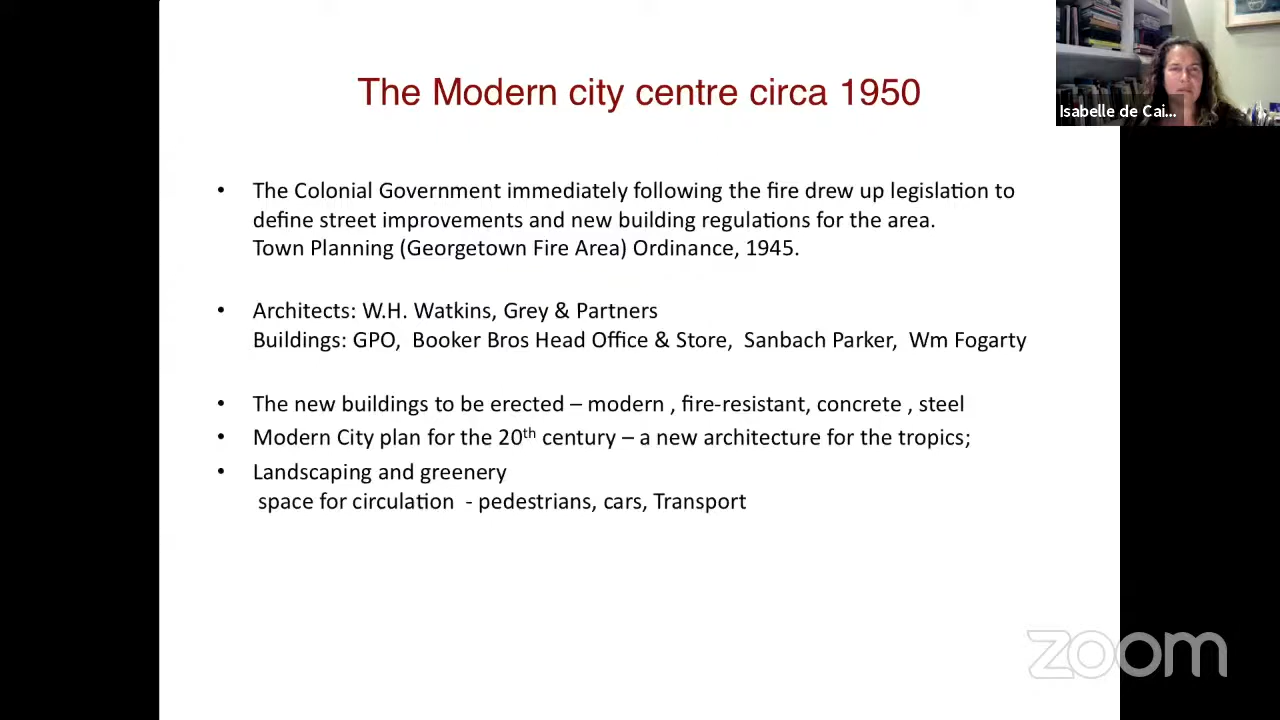 The Modern city centre circa 1950
Isabelle de Cai...
• The Colonial Government immediately following the fire drew up legislation to
define street improvements and new building regulations for the area.
Town Planning (Georgetown Fire Area) Ordinance, 1945.
• Architects: W.H. Watkins, Grey & Partners
Buildings: GPO, Booker Bros Head Office & Store, Sanbach Parker, Wm Fogarty
• The new buildings to be erected – modern , fire-resistant, concrete , steel
• Modern City plan for the 20th century – a new architecture for the tropics;
• Landscaping and greenery
space for circulation - pedestrians, cars, Transport
zoom